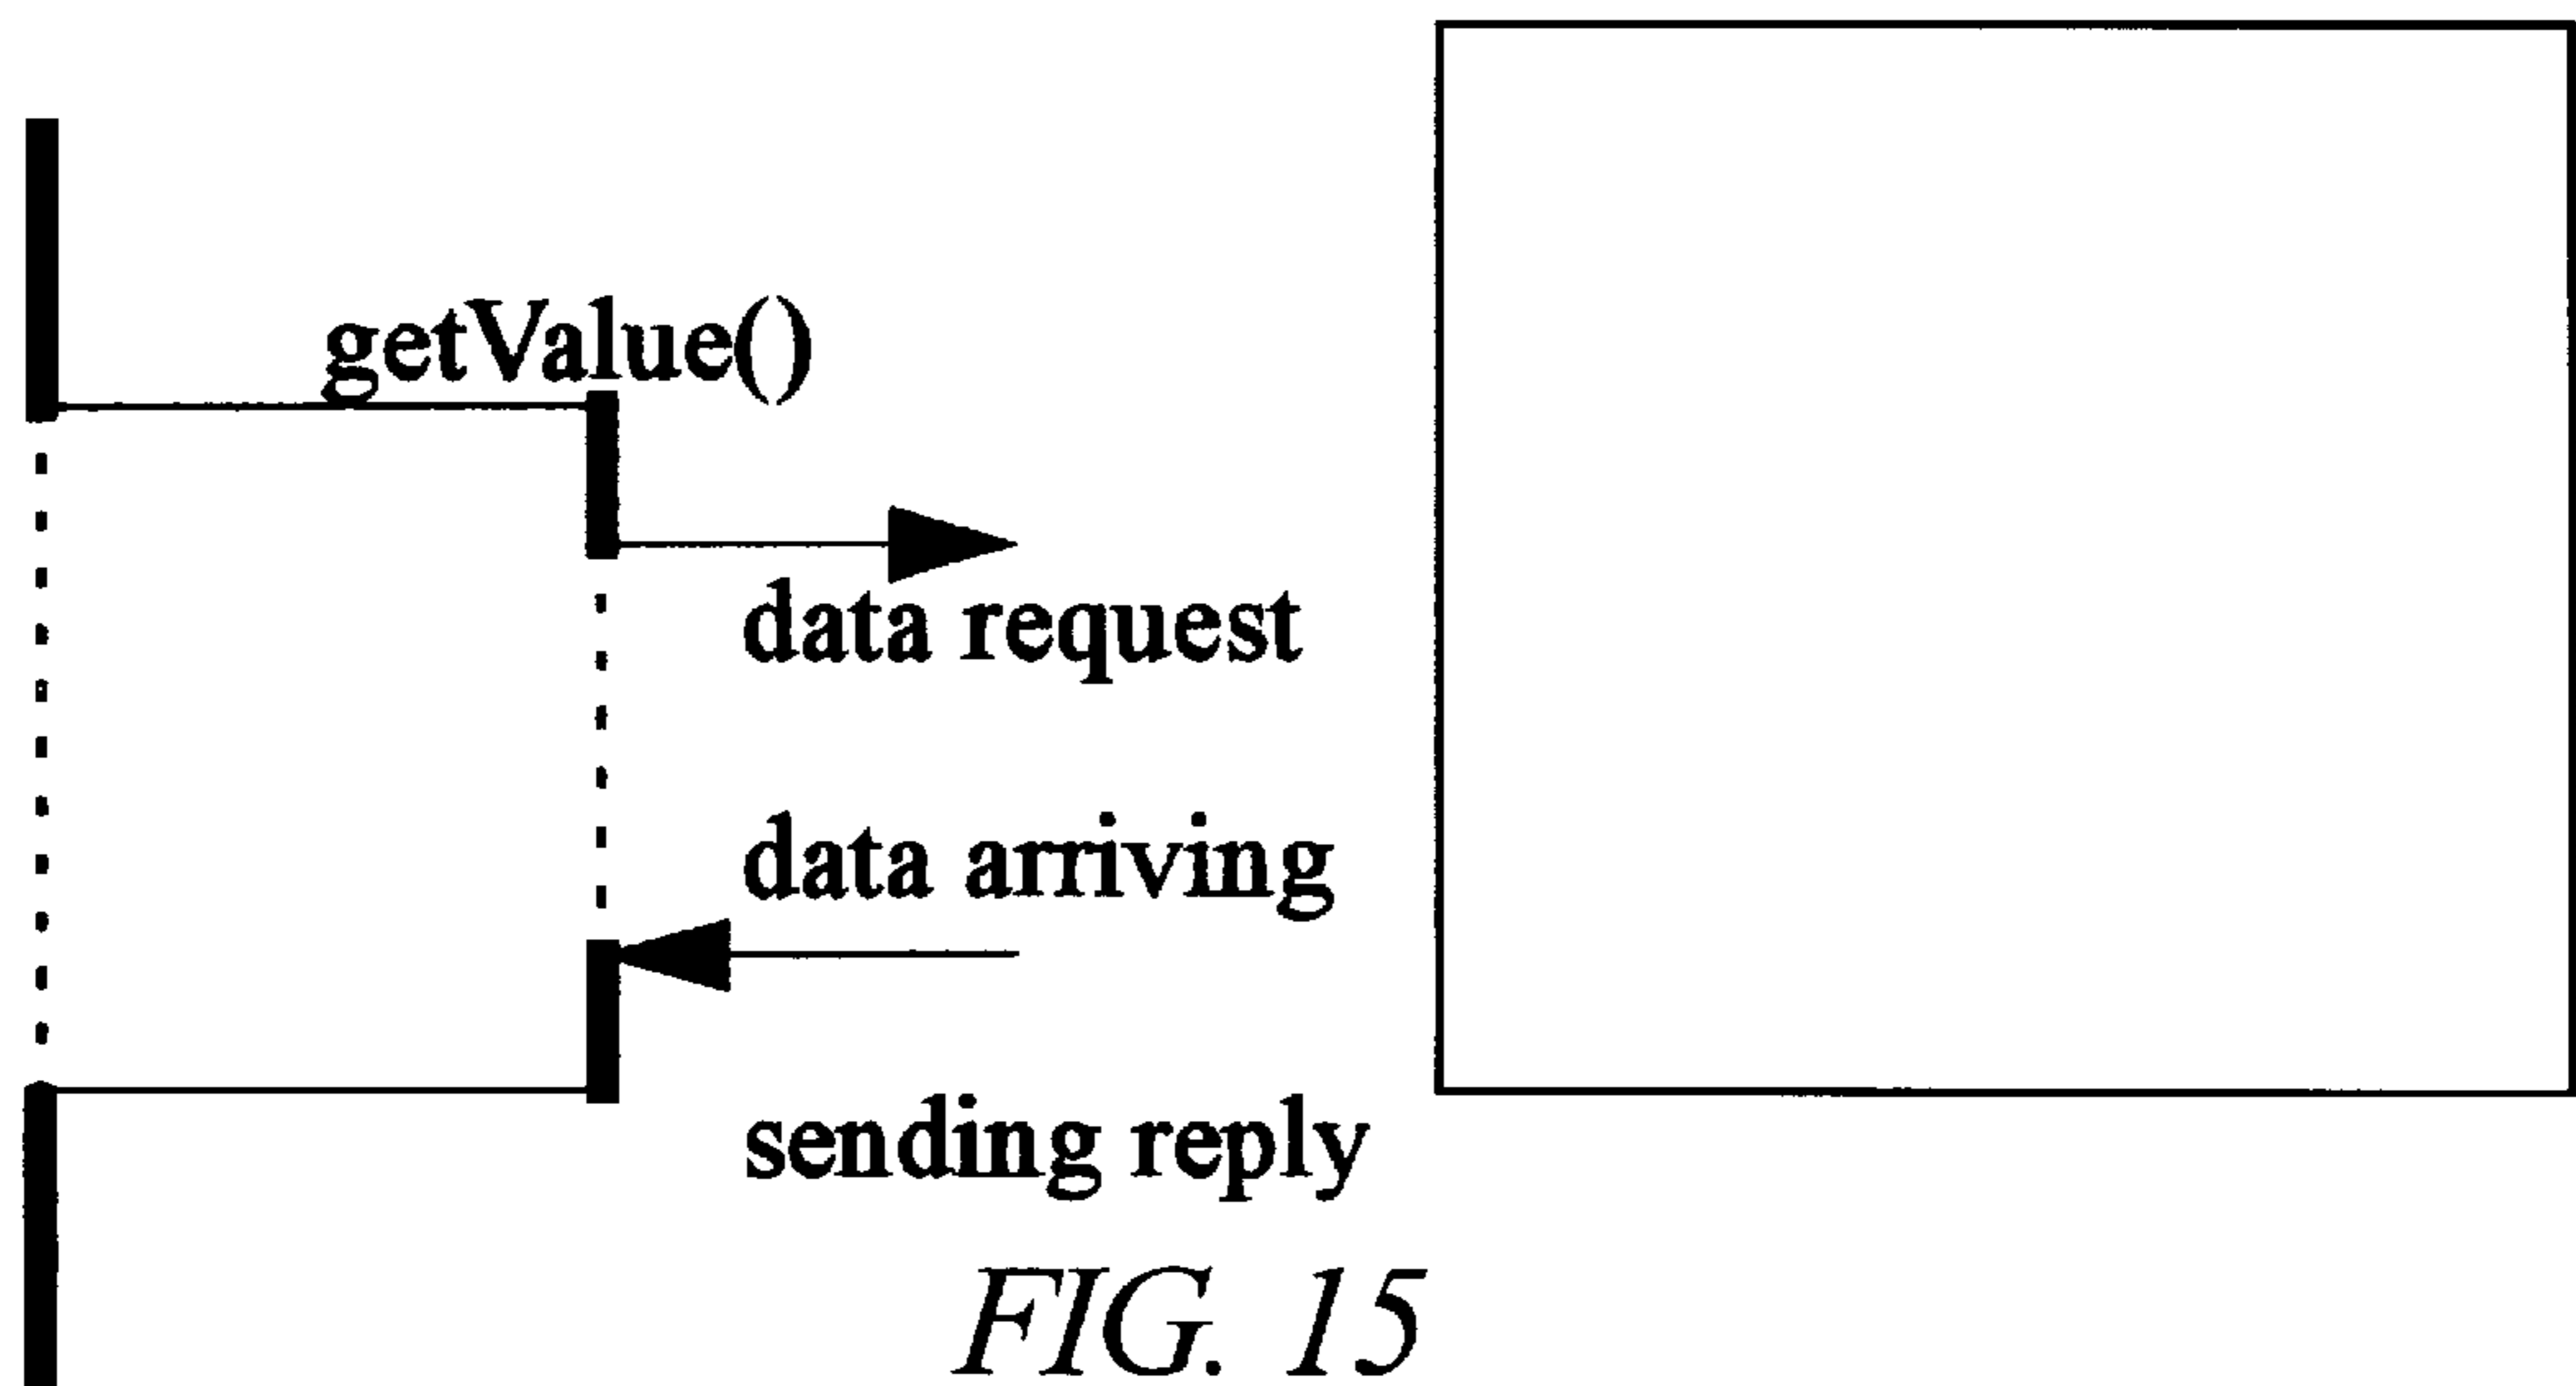 getValue()
data request
data arriving
sending reply
FIG. 15